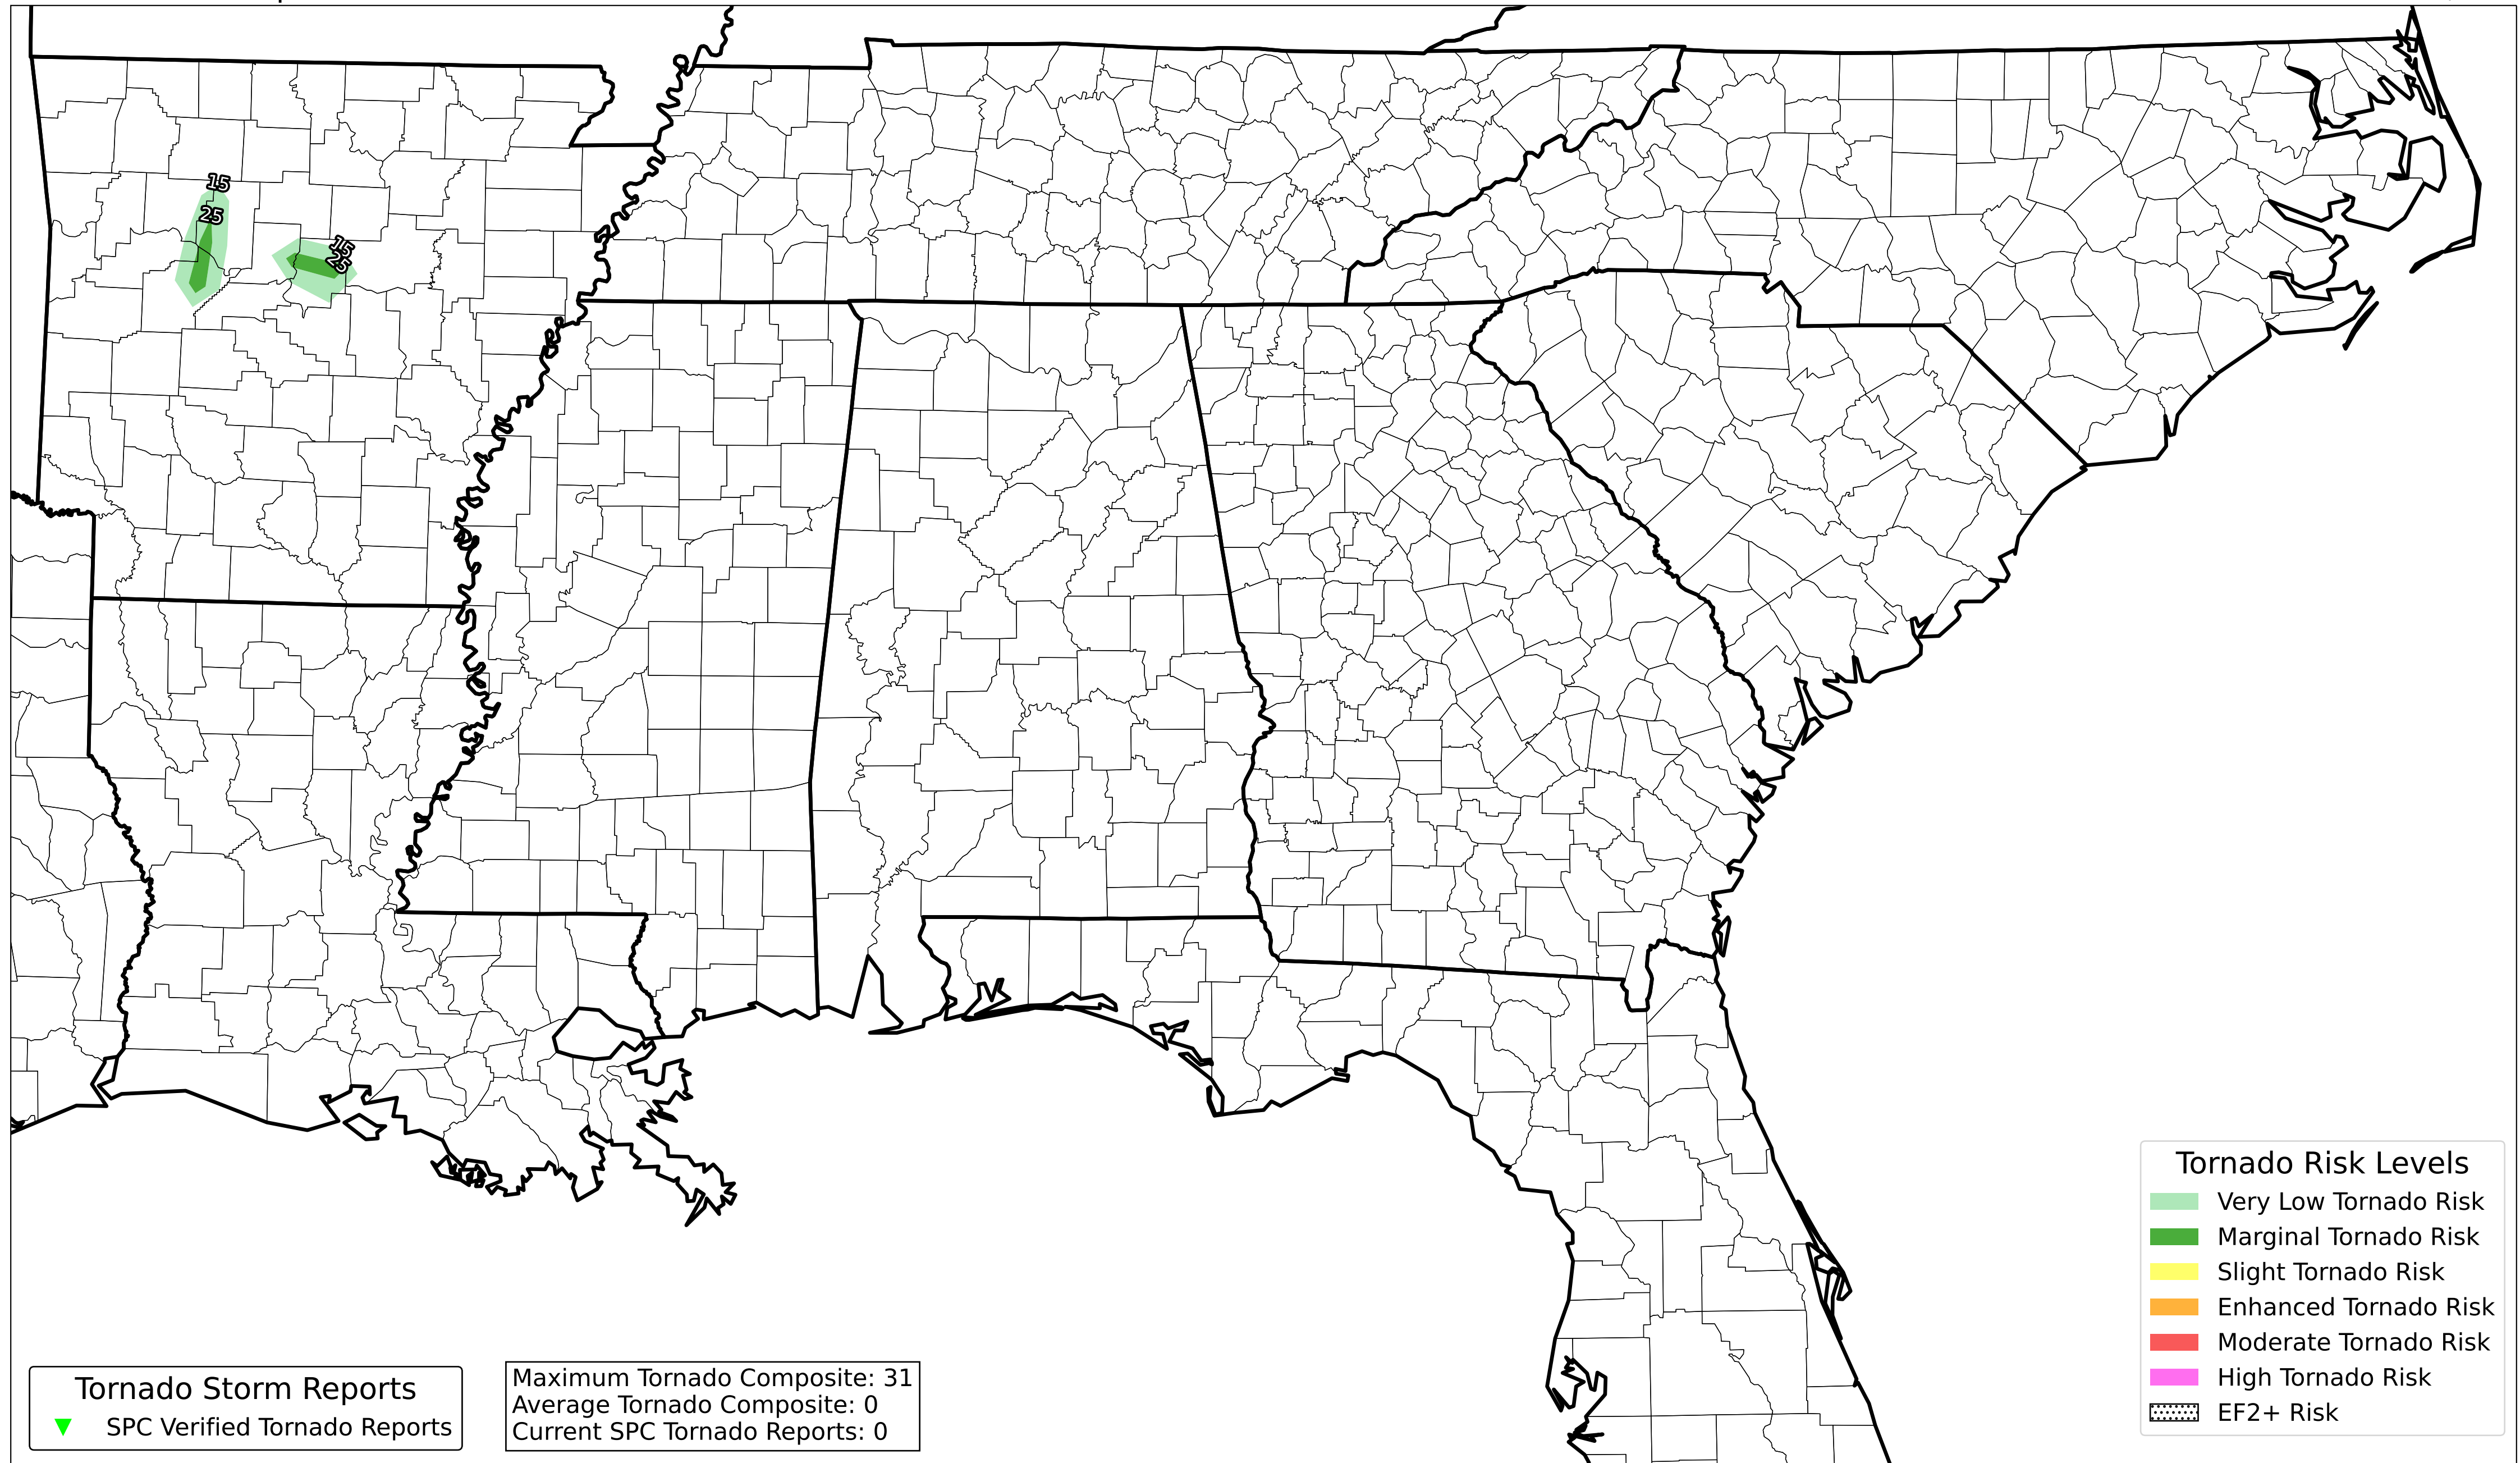 15
25
15
25
Tornado Risk Levels
Very Low Tornado Risk
Marginal Tornado Risk
Slight Tornado Risk
Enhanced Tornado Risk
Moderate Tornado Risk
High Tornado Risk
EF2+ Risk
Tornado Storm Reports
SPC Verified Tornado Reports
Maximum Tornado Composite: 31
Average Tornado Composite: 0
Current SPC Tornado Reports: 0